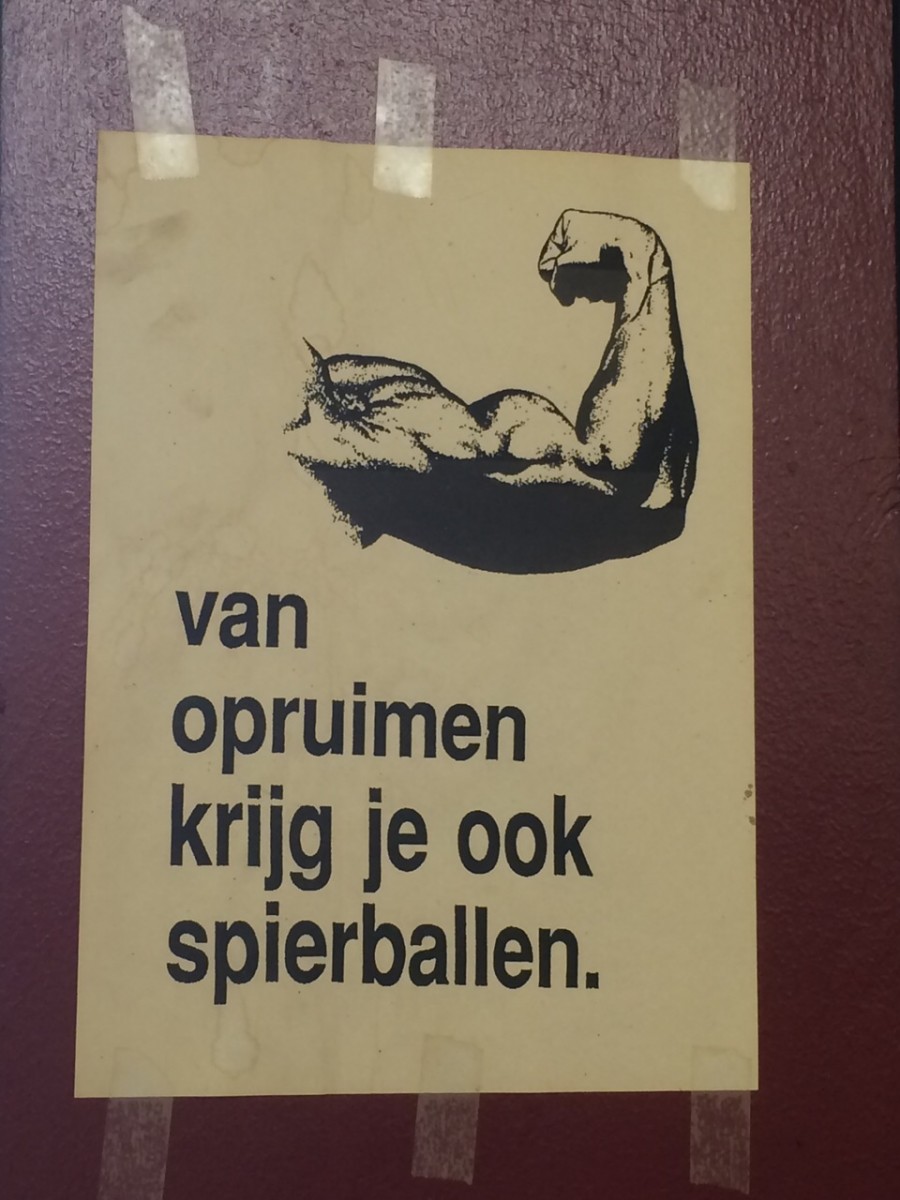 van
opruimen
krijg je ook
spierballen.